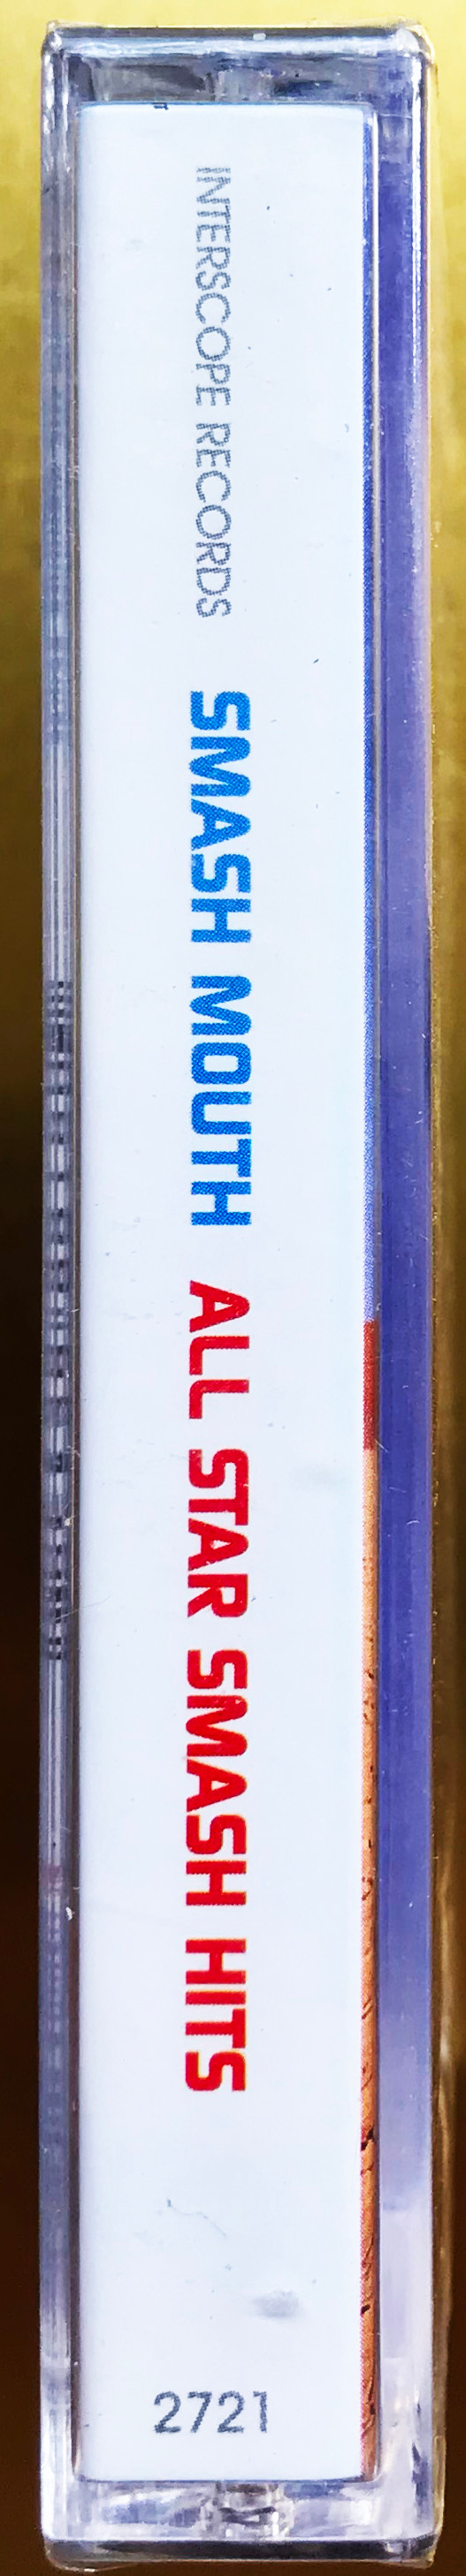 INTERSCOPE RECORDS
SMASH MOUTH
ALL STAR SMASH HITS
2721